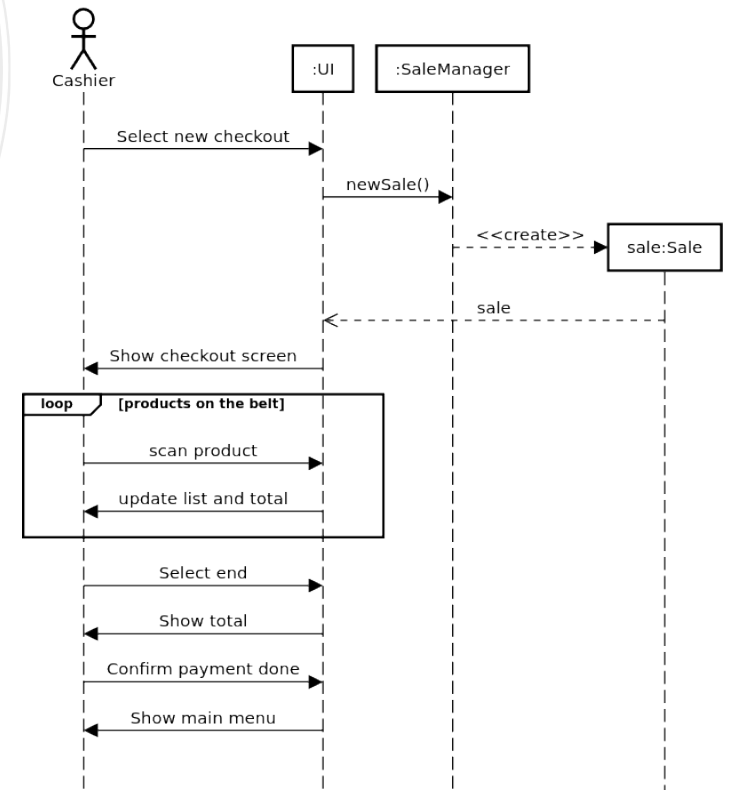 Cashier
:UI
:SaleManager
Select new checkout
newSale()
<<create>>
sale:Sale
sale
Show checkout screen
loop
[products on the belt]
scan product
update list and total
Select end
Show total
Confirm payment done
Show main menu